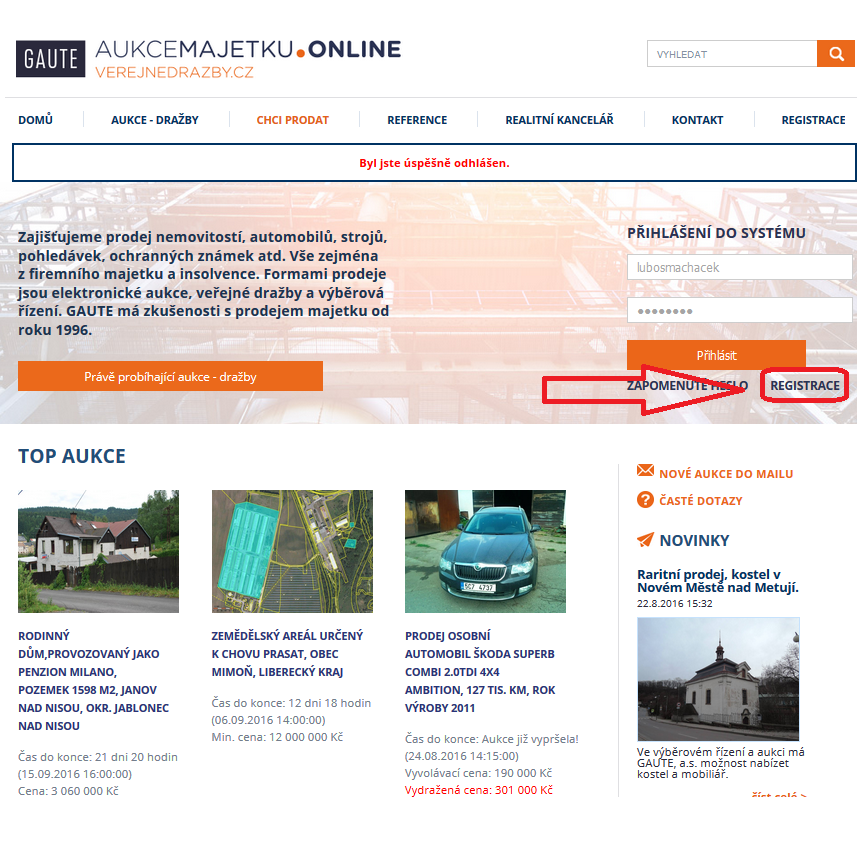 GAUTE
AUKCEMAJETKU.ONLINE
VEREJNEDRAZBY.CZ
VYHLEDAT
DOMŮ
AUKCE - DRAŽBY
CHCI PRODAT
REFERENCE
REALITNÍ KANCELÁŘ
KONTAKT
REGISTRACE
Byl jste úspěšně odhlášen.
Zajišťujeme prodej nemovitostí, automobilů, strojů,
pohledávek, ochranných známek atd. Vše zejména
z firemního majetku a insolvence. Formami prodeje
jsou elektronické aukce, veřejné dražby a výběrová
řízení. GAUTE má zkušenosti s prodejem majetku od
roku 1996.
Právě probíhající aukce - dražby
PŘIHLÁŠENÍ DO SYSTÉMU
lubosmachacek
Přihlásit
ZAPOMENUTÉ HESLO
REGISTRACE
TOP AUKCE
RODINNÝ
DŮM,PROVOZOVANÝ JAKO
PENZION MILANO,
POZEMEK 1598 M2, JANOV
NAD NISOU, OKR. JABLONEC
NAD NISOU
Čas do konce: 21 dni 20 hodin
(15.09.2016 16:00:00)
Cena: 3 060 000 Kč
ZEMĚDĚLSKÝ AREÁL URČENÝ
K CHOVU PRASAT, OBEC
MIMOŇ, LIBERECKÝ KRAJ
Čas do konce: 12 dni 18 hodin
(06.09.2016 14:00:00)
Min. cena: 12 000 000 Kč
5C7 4737
PRODEJ OSOBNÍ
AUTOMOBIL ŠKODA SUPERB
COMBI 2.0TDI 4X4
AMBITION, 127 TIS. KM, ROK
VÝROBY 2011
Čas do konce: Aukce již vypršela!
(24.08.2016 14:15:00)
Vyvolávací cena: 190 000 Kč
Vydražená cena: 301 000 Kč
NOVÉ AUKCE DO MAILU
ČASTÉ DOTAZY
NOVINKY
Raritní prodej, kostel v
Novém Městě nad Metují.
22.8.2016 15:32
Ve výběrovém řízení a aukci má
GAUTE, a.s. možnost nabízet
kostel a mobiliář.
číst celé >